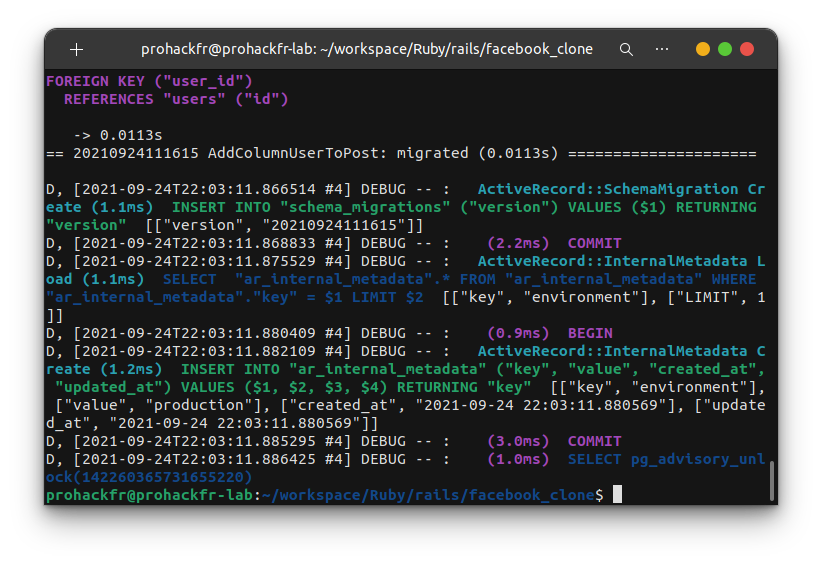 prohackfr@prohackfr-lab: ~/workspace/Ruby/rails/facebook_clone
FOREIGN KEY ("user_id")
  REFERENCES "users" ("id")
   -> 0.0113s
== 20210924111615 AddColumnUserToPost: migrated (0.0113s) ======================
D, [2021-09-24T22:03:11.866514 #4] DEBUG -- :   ActiveRecord::SchemaMigration Cr
eate (1.1ms)  INSERT INTO "schema_migrations" ("version") VALUES ($1) RETURNING
"version"  [["version", "20210924111615"]]
D, [2021-09-24T22:03:11.868833 #4] DEBUG -- :    (2.2ms)  COMMIT
D, [2021-09-24T22:03:11.875529 #4] DEBUG -- :   ActiveRecord::InternalMetadata L
oad (1.1ms)  SELECT  "ar_internal_metadata".* FROM "ar_internal_metadata" WHERE
"ar_internal_metadata"."key" = $1 LIMIT $2  [["key", "environment"], ["LIMIT", 1
]]
D, [2021-09-24T22:03:11.880409 #4] DEBUG -- :    (0.9ms)  BEGIN
D, [2021-09-24T22:03:11.882109 #4] DEBUG -- :   ActiveRecord::InternalMetadata C
reate (1.2ms)  INSERT INTO "ar_internal_metadata" ("key", "value", "created_at",
 "updated_at") VALUES ($1, $2, $3, $4) RETURNING "key"  [["key", "environment"],
 ["value", "production"], ["created_at", "2021-09-24 22:03:11.880569"], ["update
d_at", "2021-09-24 22:03:11.880569"]]
D, [2021-09-24T22:03:11.885295 #4] DEBUG -- :    (3.0ms)  COMMIT
D, [2021-09-24T22:03:11.886425 #4] DEBUG -- :    (1.0ms)  SELECT pg_advisory_unl
ock(142260365731655220)
prohackfr@prohackfr-lab:~/workspace/Ruby/rails/facebook_clone$